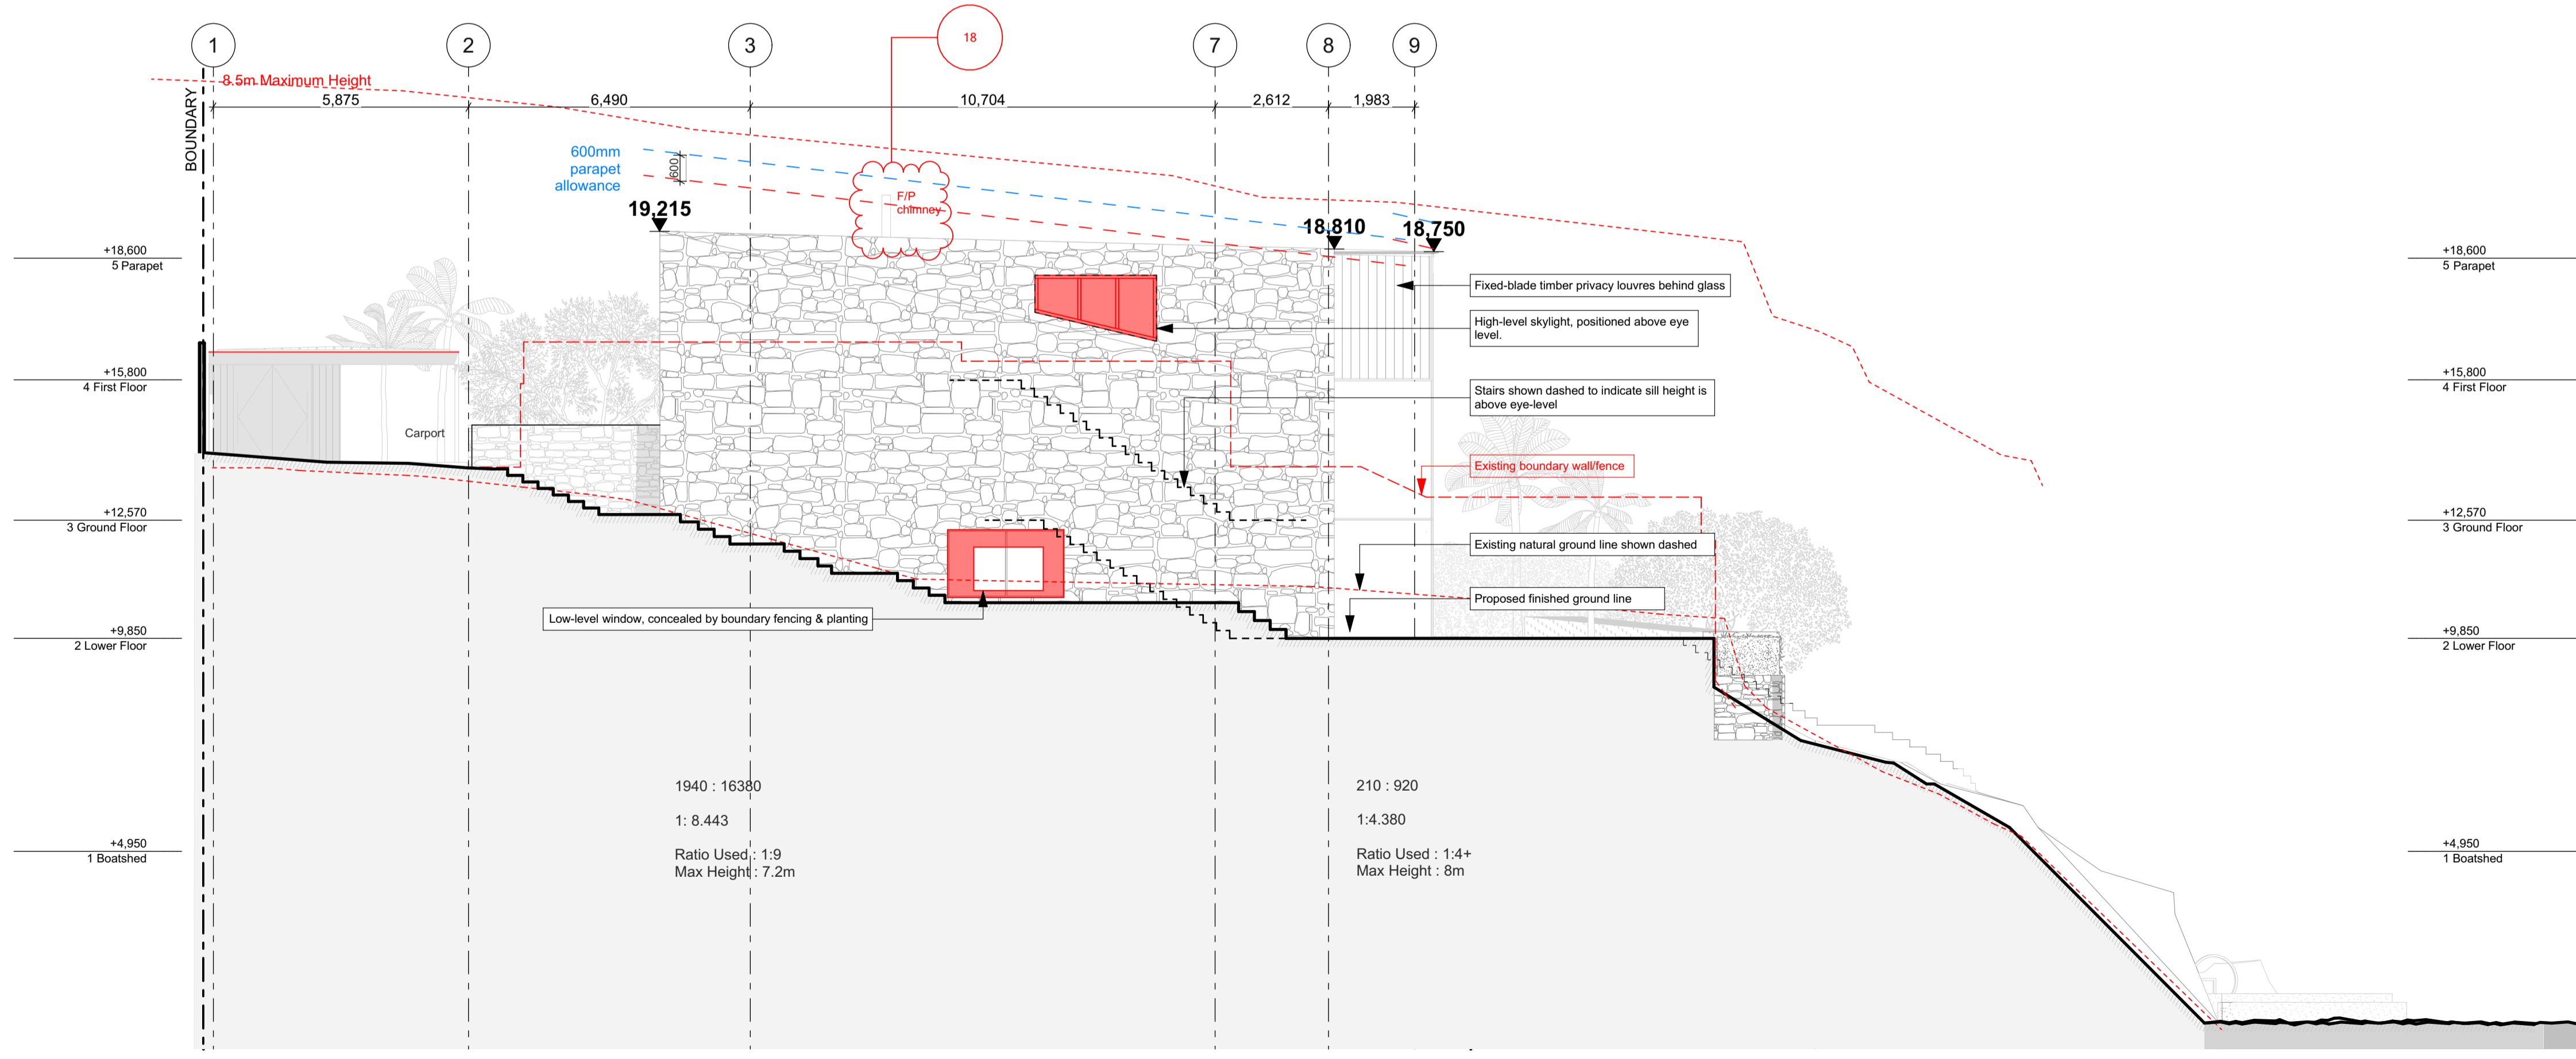 1
2
3
18
7
8
9
8.5m Maximum Height
5,875
6,490
10,704
2,612
1,983
BOUNDARY
600mm
parapet
allowance
600
F/P
chimney
19,215
18,810
18,750
+18,600
5 Parapet
+18,600
5 Parapet
Fixed-blade timber privacy louvres behind glass
High-level skylight, positioned above eye
level.
+15,800
4 First Floor
+15,800
4 First Floor
Stairs shown dashed to indicate sill height is
above eye-level
Carport
Existing boundary wall/fence
+12,570
3 Ground Floor
+12,570
3 Ground Floor
Existing natural ground line shown dashed
Proposed finished ground line
Low-level window, concealed by boundary fencing & planting
+9,850
2 Lower Floor
+9,850
2 Lower Floor
1940 : 16380
1: 8.443
Ratio Used : 1:9
Max Height : 7.2m
210 : 920
1:4.380
Ratio Used : 1:4+
Max Height : 8m
+4,950
1 Boatshed
+4,950
1 Boatshed